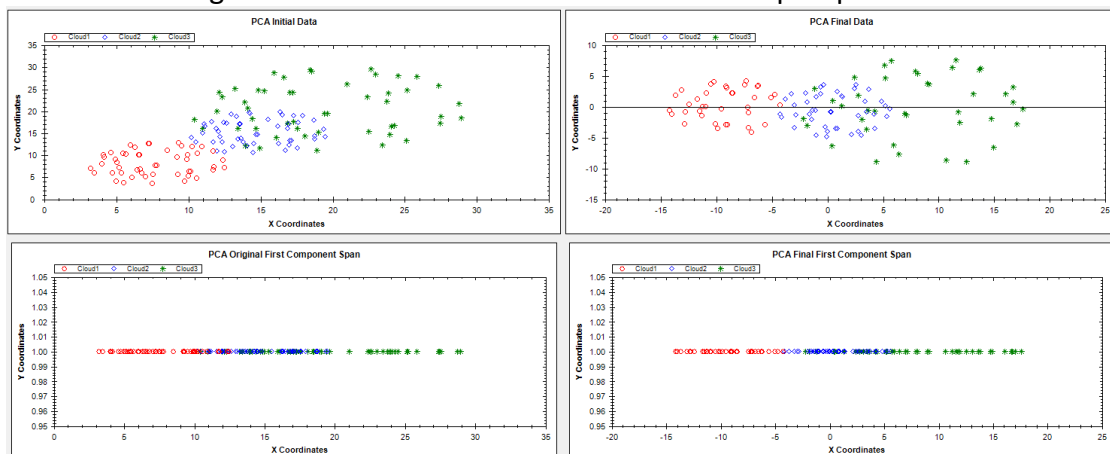 PCA Initial Data
Cloud1 Cloud2 Cloud3
35
30
25
20
15
10
5
0
Y Coordinates
0 5 10 15 20 25 30 35
X Coordinates
PCA Final Data
Cloud1 Cloud2 Cloud3
10
5
0
-5
-10
-15
Y Coordinates
-20 -15 -10 -5 0 5 10 15 20 25
X Coordinates
PCA Original First Component Span
Cloud1 Cloud2 Cloud3
1.05
1.04
1.03
1.02
1.01
1.00
0.99
0.98
0.97
0.96
0.95
Y Coordinates
0 5 10 15 20 25 30 35
X Coordinates
PCA Final First Component Span
Cloud1 Cloud2 Cloud3
1.05
1.04
1.03
1.02
1.01
1.00
0.99
0.98
0.97
0.96
0.95
Y Coordinates
-20 -15 -10 -5 0 5 10 15 20 25
X Coordinates